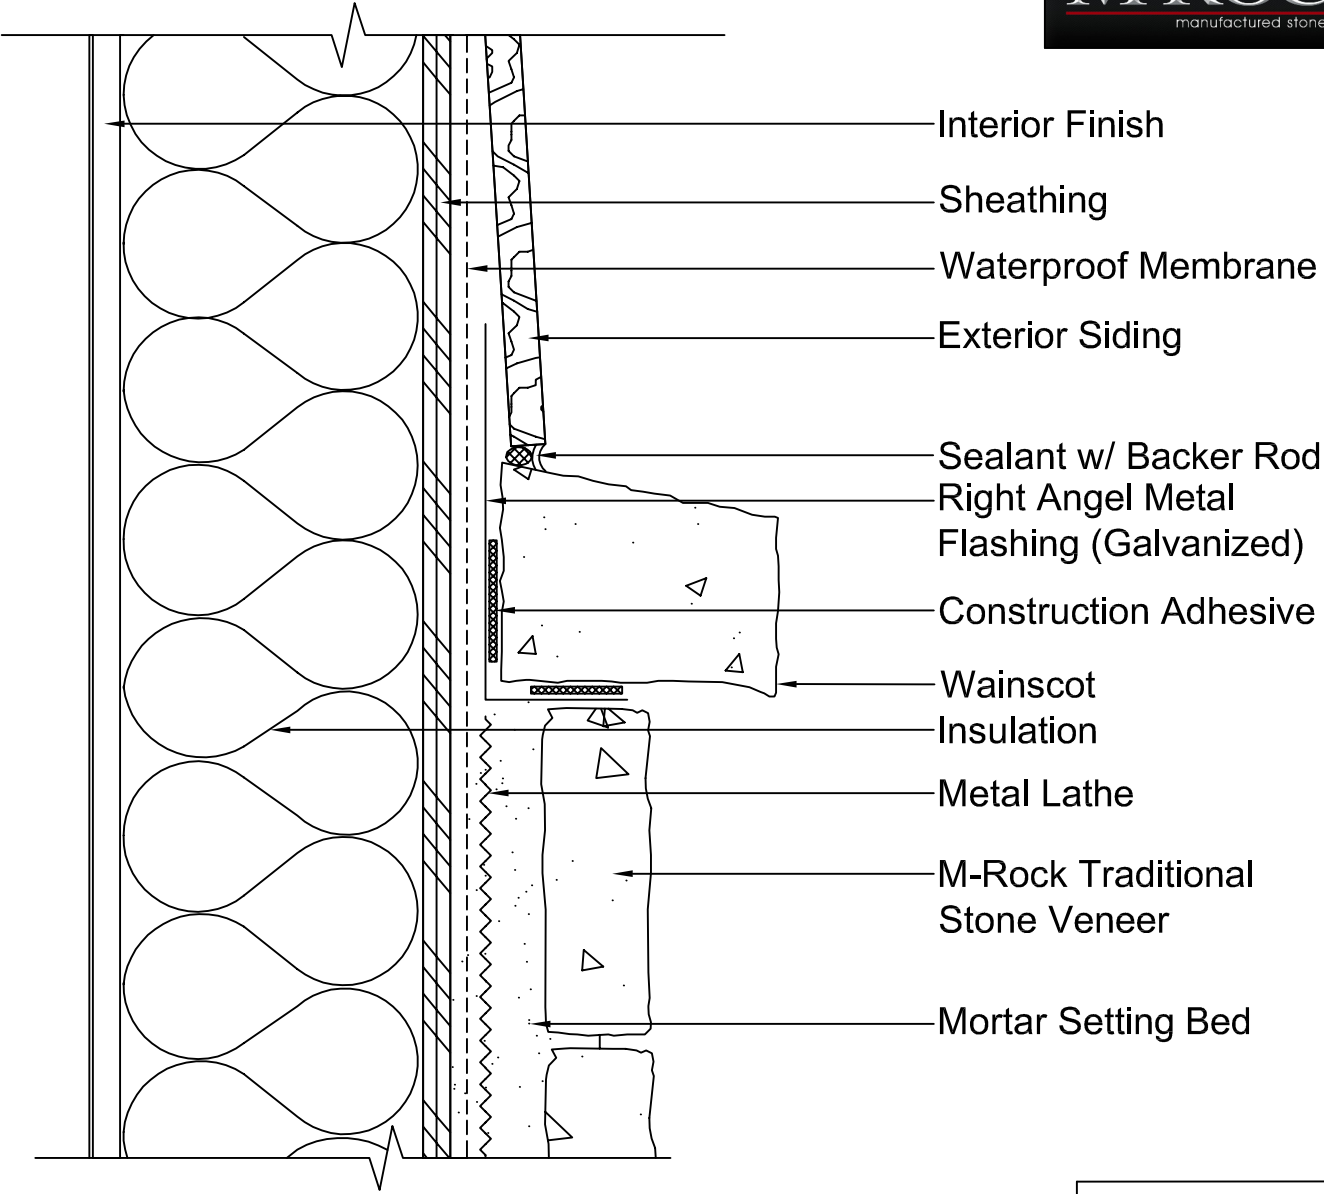 manufactured stone
Interior Finish
Sheathing
Waterproof Membrane
Exterior Siding
Sealant w/ Backer Rod
Right Angel Metal
Flashing (Galvanized)
Construction Adhesive
Wainscot
Insulation
Metal Lathe
M-Rock Traditional
Stone Veneer
Mortar Setting Bed